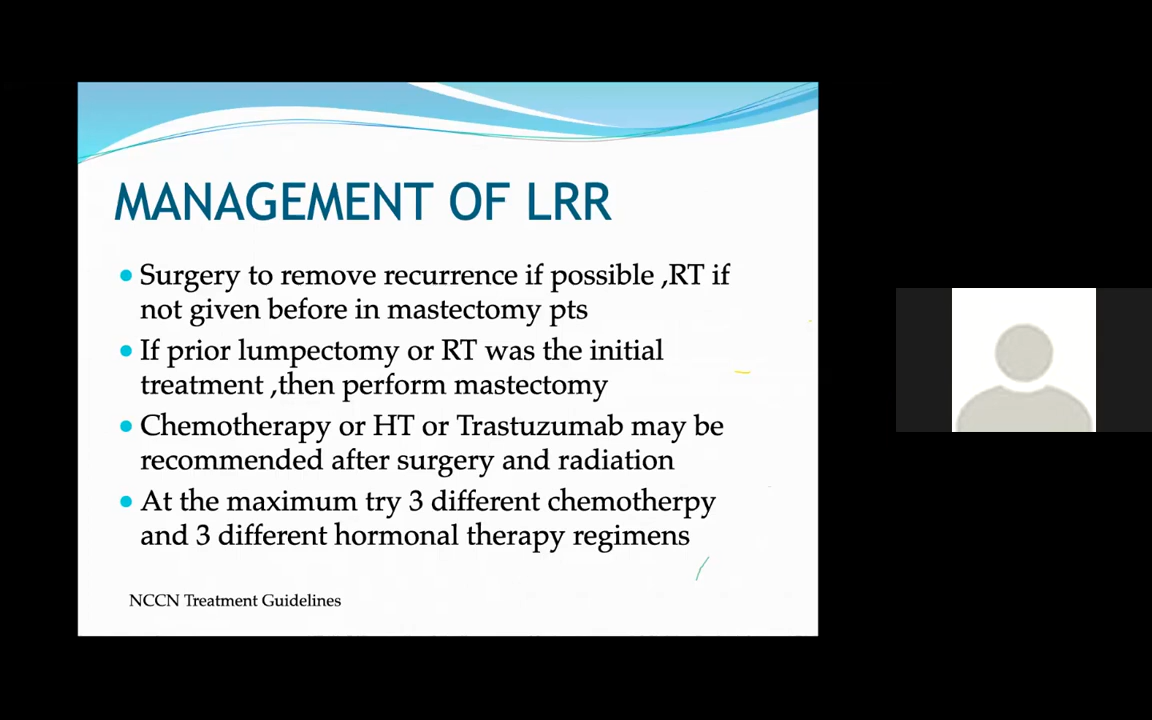 MANAGEMENT OF LRR
Surgery to remove recurrence if possible ,RT if
not given before in mastectomy pts
If prior lumpectomy or RT was the initial
treatment ,then perform mastectomy
Chemotherapy or HT or Trastuzumab may be
recommended after surgery and radiation
At the maximum try 3 different chemotherpy
and 3 different hormonal therapy regimens
NCCN Treatment Guidelines